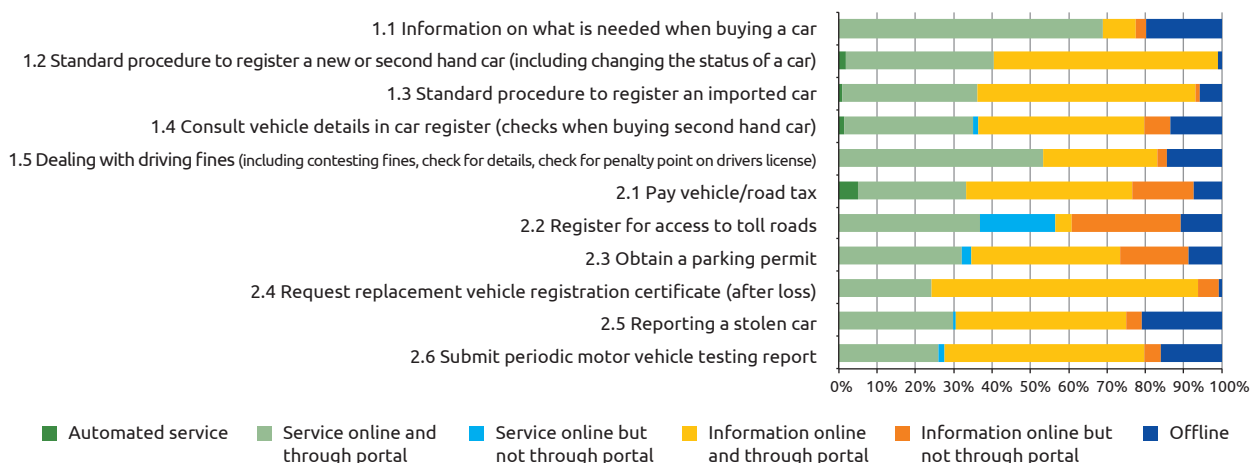 1.1 Information on what is needed when buying a car
1.2 Standard procedure to register a new or second hand car (including changing the status of a car)
1.3 Standard procedure to register an imported car
1.4 Consult vehicle details in car register (checks when buying second hand car)
1.5 Dealing with driving fines (including contesting fines, check for details, check for penalty point on drivers license)
2.1 Pay vehicle/road tax
2.2 Register for access to toll roads
2.3 Obtain a parking permit
2.4 Request replacement vehicle registration certificate (after loss)
2.5 Reporting a stolen car
2.6 Submit periodic motor vehicle testing report
0% 10% 20% 30% 40% 50% 60% 70% 80% 90% 100%
Automated service
Service online and
through portal
Service online but
not through portal
Information online
and through portal
Information online but
not through portal
Offline